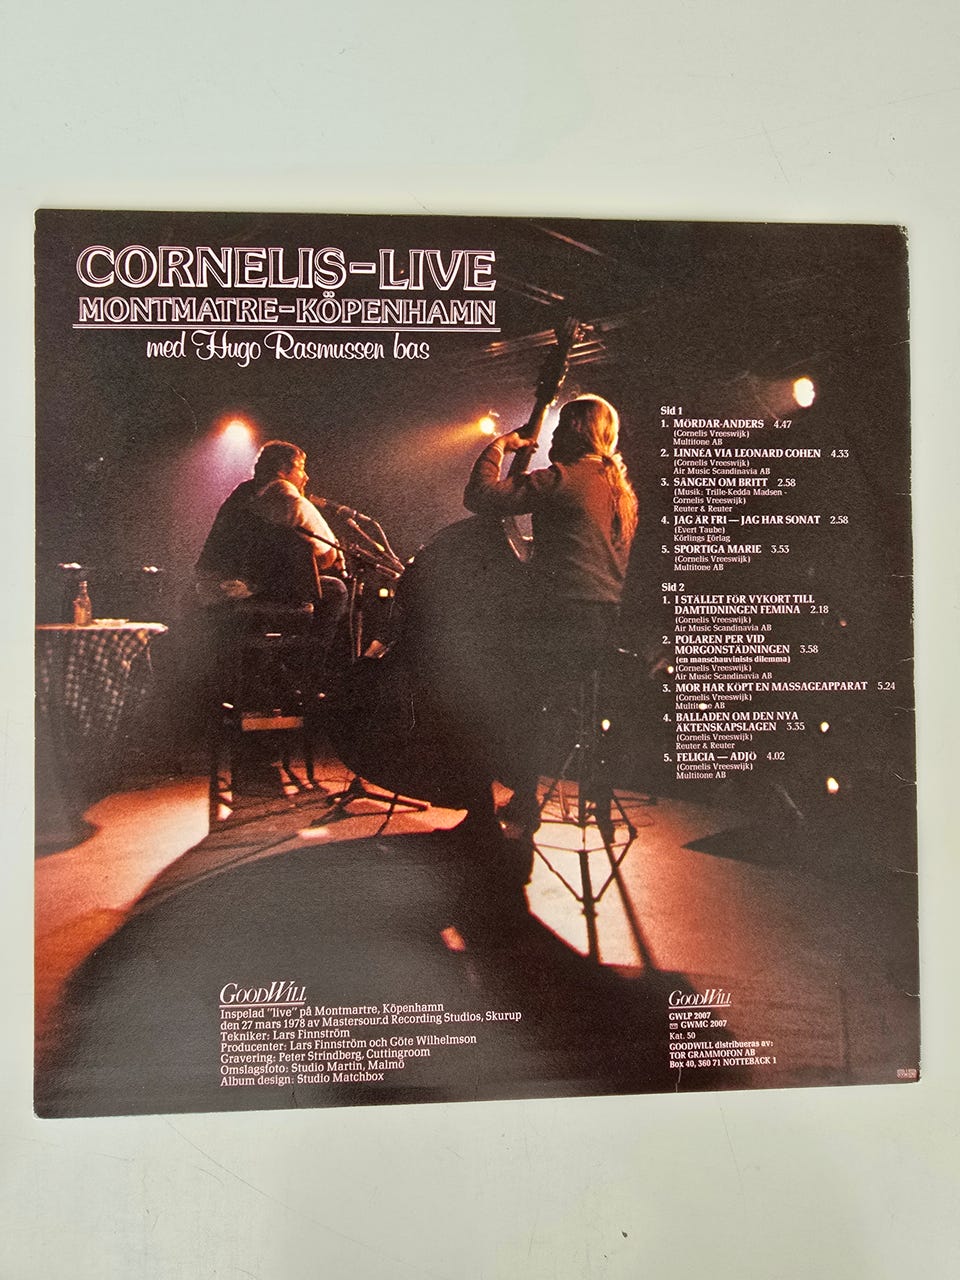 CORNELIS-LIVE
MONTMATRE-KÖPENHAMN
med Hugo Rasmussen bas
Sid 1
1. MÖRDAR-ANDERS 4.47
(Cornelis Vreeswijk)
Multitone AB
2. LINNÉA VIA LEONARD COHEN 4.33
(Cornelis Vreeswijk)
Air Music Scandinavia AB
3. SÅNGEN OM BRITT 2.58
(Musik: Trille-Kedda Madsen -
Cornelis Vreeswijk)
Reuter & Reuter
4. JAG ÄR FRI — JAG HAR SONAT 2.58
(Evert Taube)
Körlings Förlag
5. SPORTIGA MARIE 3.53
(Cornelis Vreeswijk)
Multitone AB
Sid 2
1. I STÄLLET FÖR VYKORT TILL
DAMTIDNINGEN FEMINA 2.18
(Cornelis Vreeswijk)
Air Music Scandinavia AB
2. POLAREN PER VID
MORGONSTÄDNINGEN 3.58
(en manschauvinists dilemma)
(Cornelis Vreeswijk)
Air Music Scandinavia AB
3. MOR HAR KÖPT EN MASSAGEAPPARAT 5.24
(Cornelis Vreeswijk)
Multitone AB
4. BALLADEN OM DEN NYA
ÄKTENSKAPSLAGEN 3.35
(Cornelis Vreeswijk)
Reuter & Reuter
5. FELICIA — ADJÖ 4.02
(Cornelis Vreeswijk)
Multitone AB
GOODWILL
Inspelad "live" på Montmartre, Köpenhamn
den 27 mars 1978 av Mastersour.d Recording Studios, Skurup
Tekniker: Lars Finnström
Producenter: Lars Finnström och Göte Wilhelmson
Gravering: Peter Strindberg, Cuttingroom
Omslagsfoto: Studio Martin, Malmö
Album design: Studio Matchbox
GOODWILL
GWLP 2007
GWMC 2007
Kat. 50
GOODWILL distribueras av:
TOR GRAMMOFON AB
Box 40, 360 71 NOTTEBÄCK 1